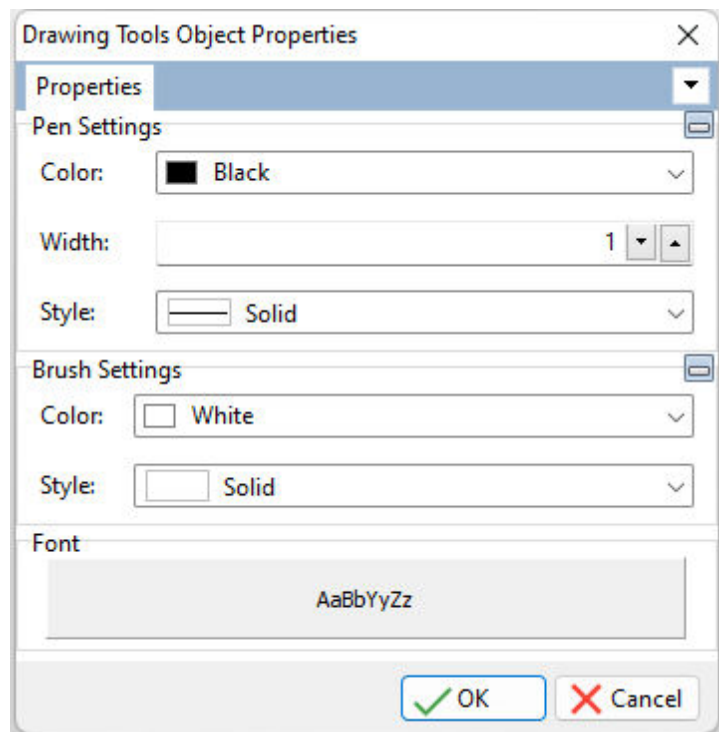 Drawing Tools Object Properties
Properties
Pen Settings
Color: Black
Width: 1
Style: Solid
Brush Settings
Color: White
Style: Solid
Font
AaBbYyZz
OK Cancel